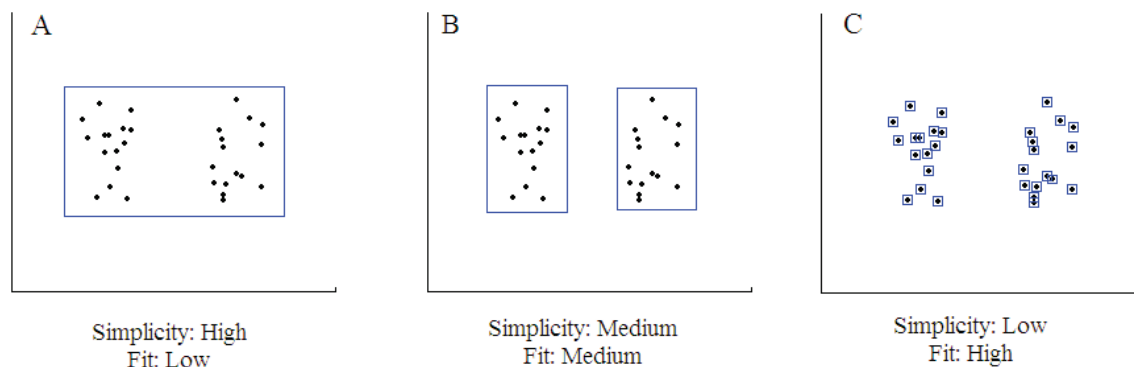 A
B
C
Simplicity: High
Fit: Low
Simplicity: Medium
Fit: Medium
Simplicity: Low
Fit: High